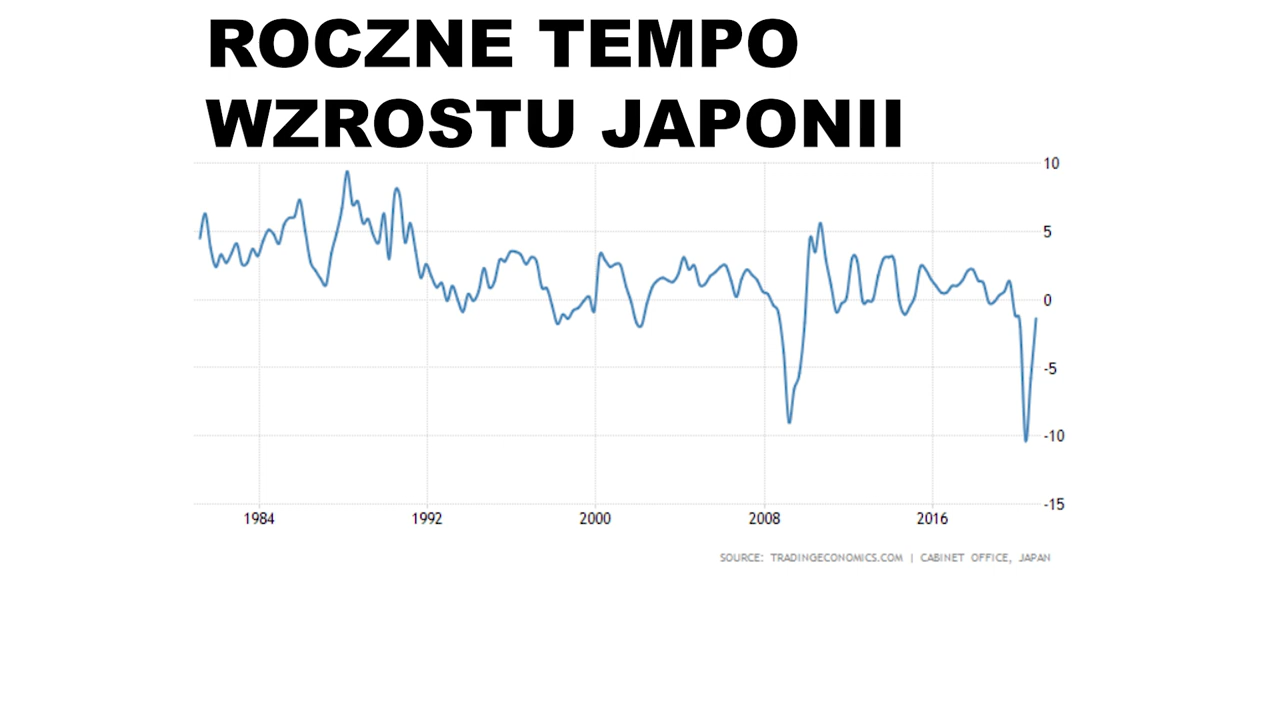 ROCZNE TEMPO
WZROSTU JAPONII
10
5
0
-5
-10
-15
1984 1992 2000 2008 2016
SOURCE: TRADINGECONOMICS.COM | CABINET OFFICE, JAPAN